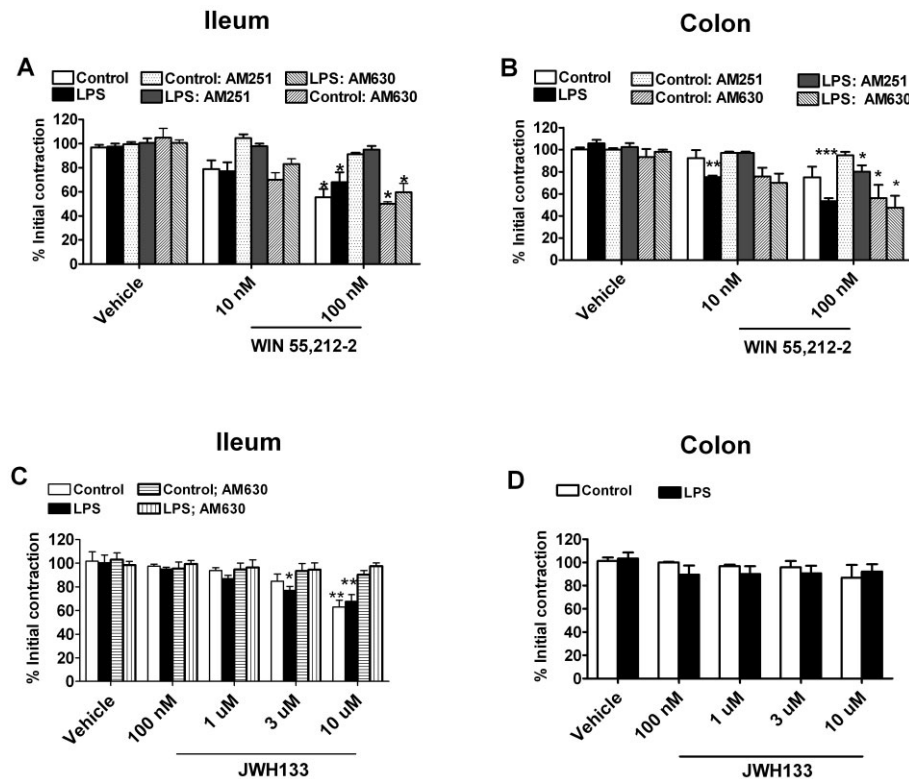 Ileum
Colon
A
Control
Control: AM251
LPS: AM630
LPS
LPS: AM251
Control: AM630
% Initial contraction
120
100
80
60
40
20
0
*
*
*
*
Vehicle
10 nM
100 nM
WIN 55,212-2
B
Control
Control: AM251
LPS: AM251
LPS
Control: AM630
LPS: AM630
% Initial contraction
120
100
80
60
40
20
0
**
***
*
*
*
Vehicle
10 nM
100 nM
WIN 55,212-2
Ileum
Colon
C
Control
Control; AM630
LPS
LPS; AM630
% Initial contraction
120
100
80
60
40
20
0
*
**
**
Vehicle
100 nM
1 uM
3 uM
10 uM
JWH133
D
Control
LPS
% Initial contraction
120
100
80
60
40
20
0
Vehicle
100 nM
1 uM
3 uM
10 uM
JWH133